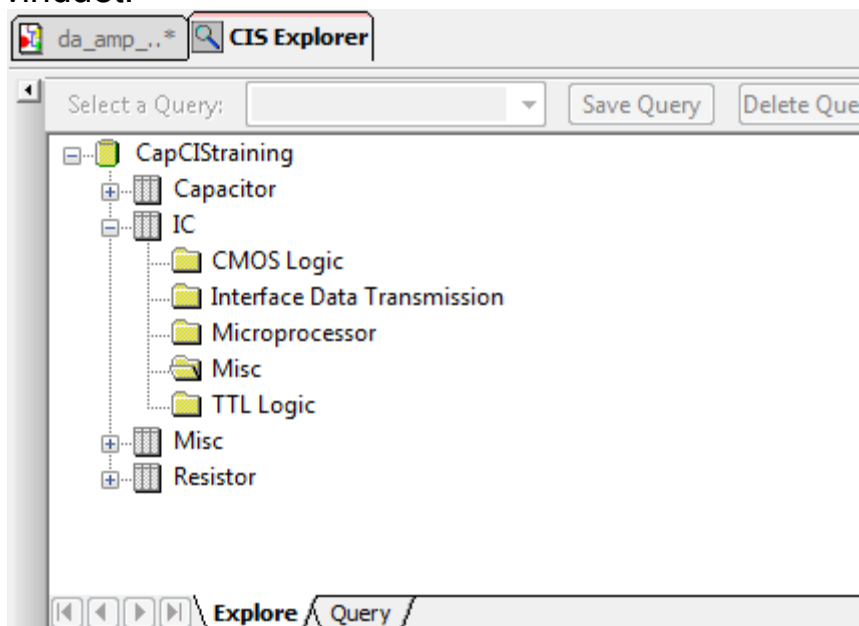 da_amp_..* CIS Explorer
Select a Query: Save Query Delete Que
CapCIStraining
Capacitor
IC
CMOS Logic
Interface Data Transmission
Microprocessor
Misc
TTL Logic
Misc
Resistor
Explore Query